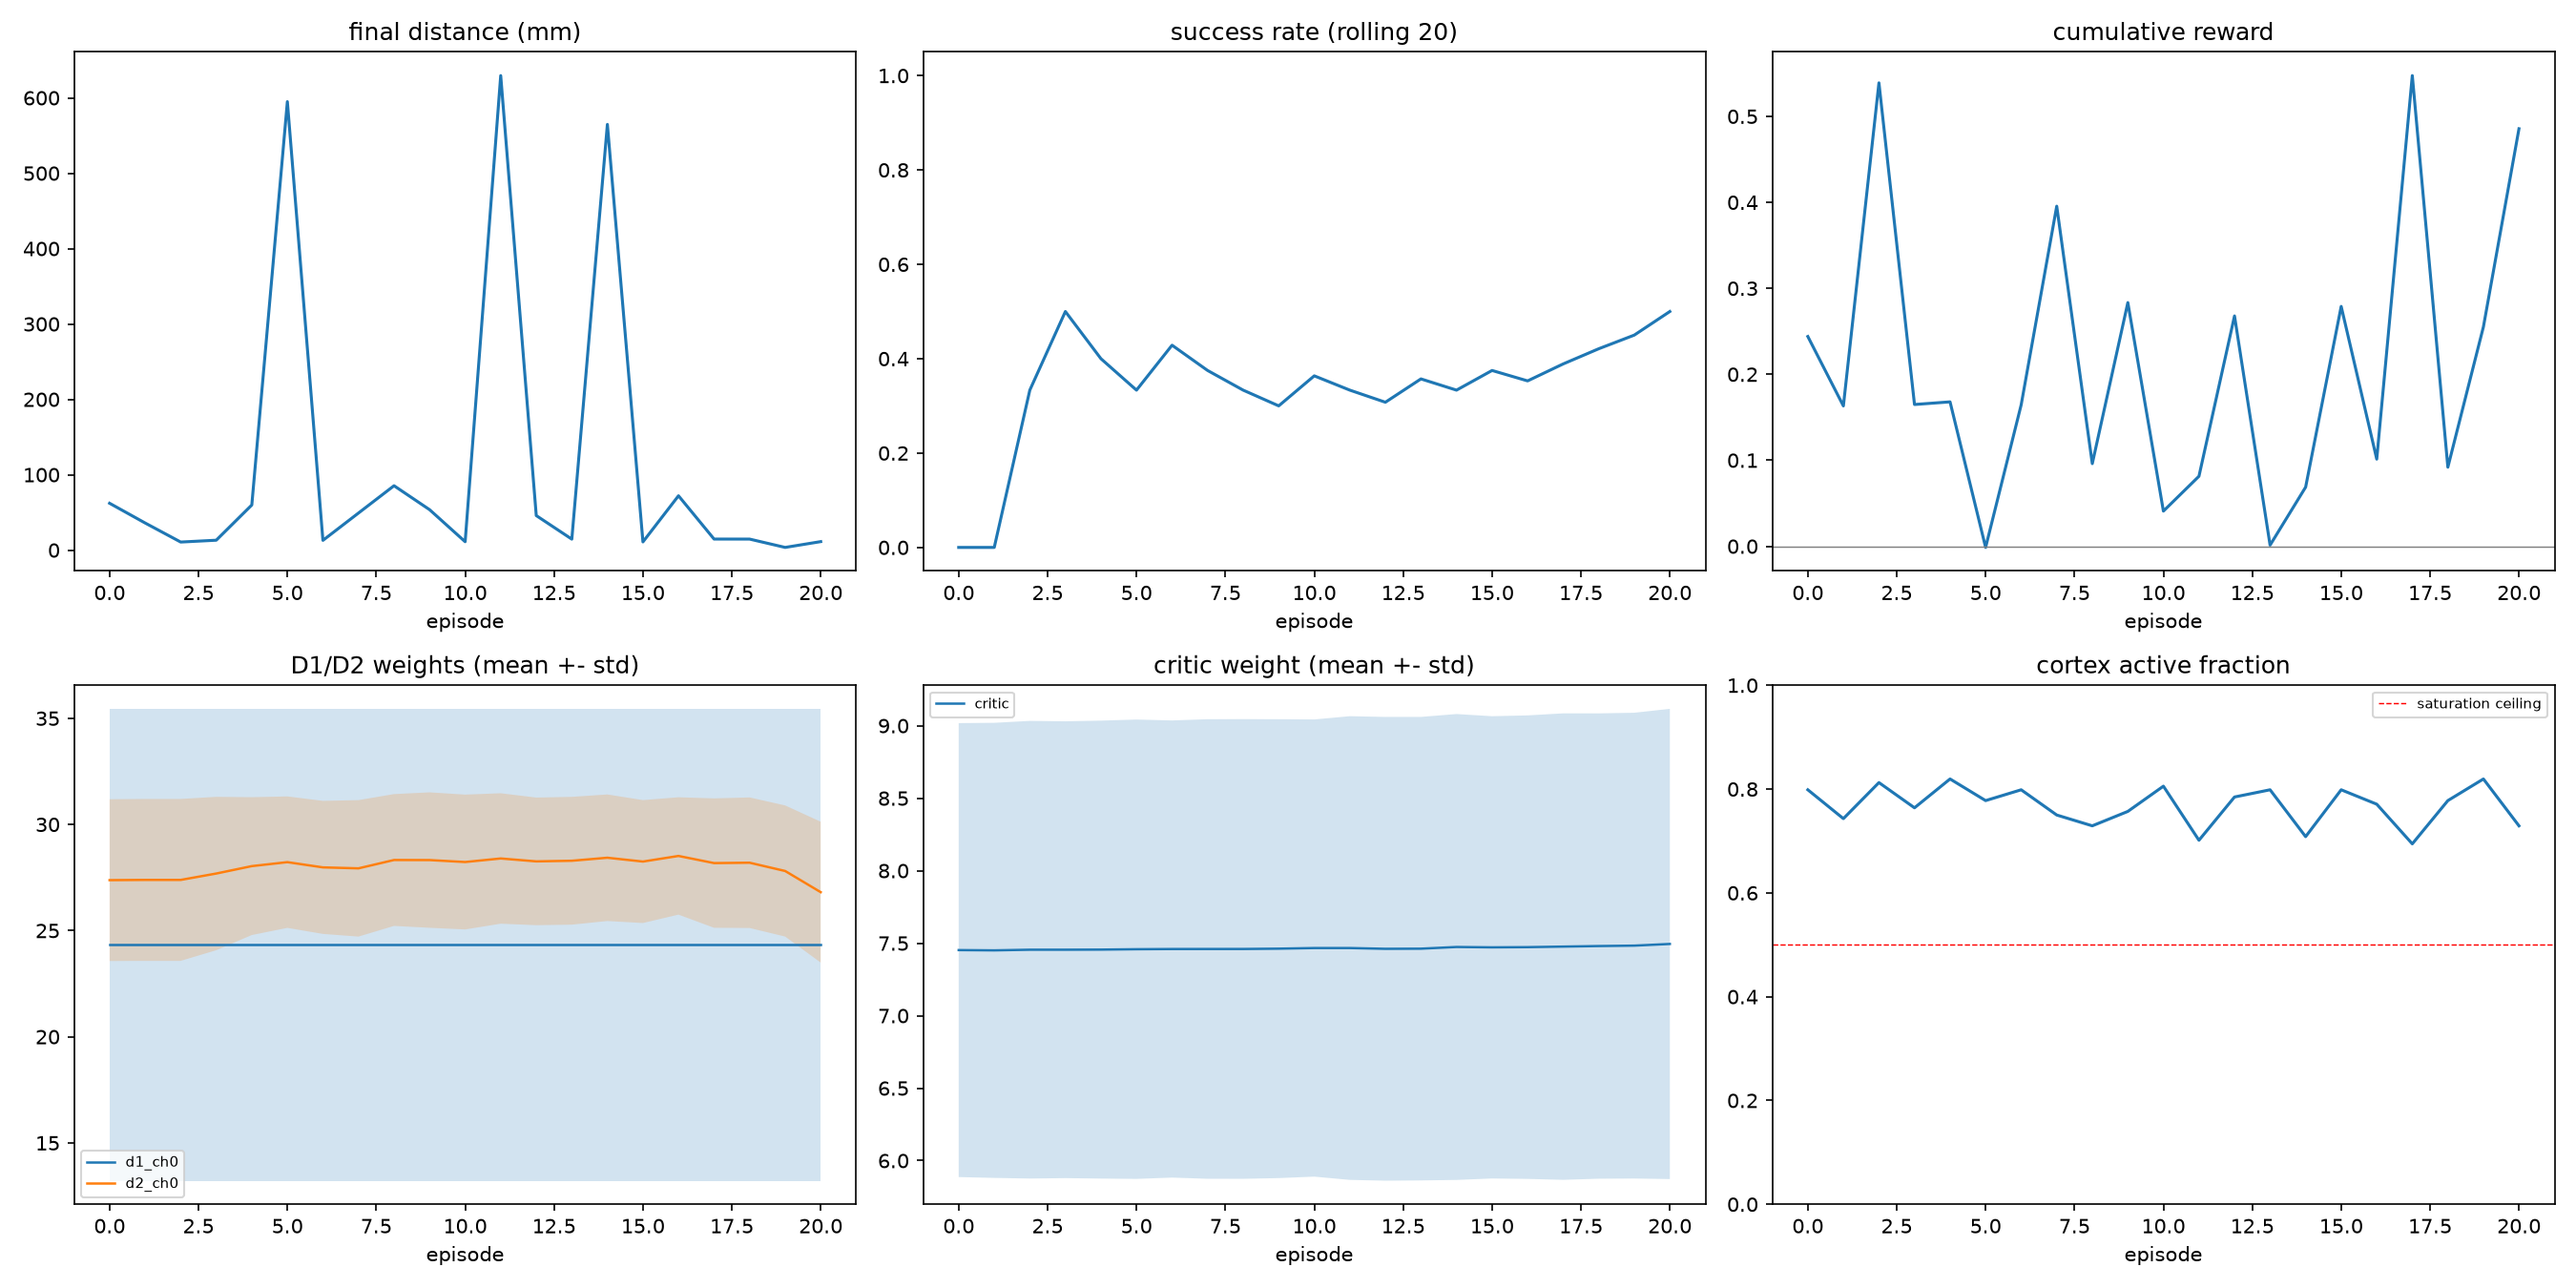 final distance (mm)
600
500
400
300
200
100
0
0.0 2.5 5.0 7.5 10.0 12.5 15.0 17.5 20.0
episode
success rate (rolling 20)
1.0
0.8
0.6
0.4
0.2
0.0
0.0 2.5 5.0 7.5 10.0 12.5 15.0 17.5 20.0
episode
cumulative reward
0.5
0.4
0.3
0.2
0.1
0.0
0.0 2.5 5.0 7.5 10.0 12.5 15.0 17.5 20.0
episode
D1/D2 weights (mean +- std)
35
30
25
20
15
d1_ch0
d2_ch0
0.0 2.5 5.0 7.5 10.0 12.5 15.0 17.5 20.0
episode
critic weight (mean +- std)
critic
9.0
8.5
8.0
7.5
7.0
6.5
6.0
0.0 2.5 5.0 7.5 10.0 12.5 15.0 17.5 20.0
episode
cortex active fraction
saturation ceiling
1.0
0.8
0.6
0.4
0.2
0.0
0.0 2.5 5.0 7.5 10.0 12.5 15.0 17.5 20.0
episode